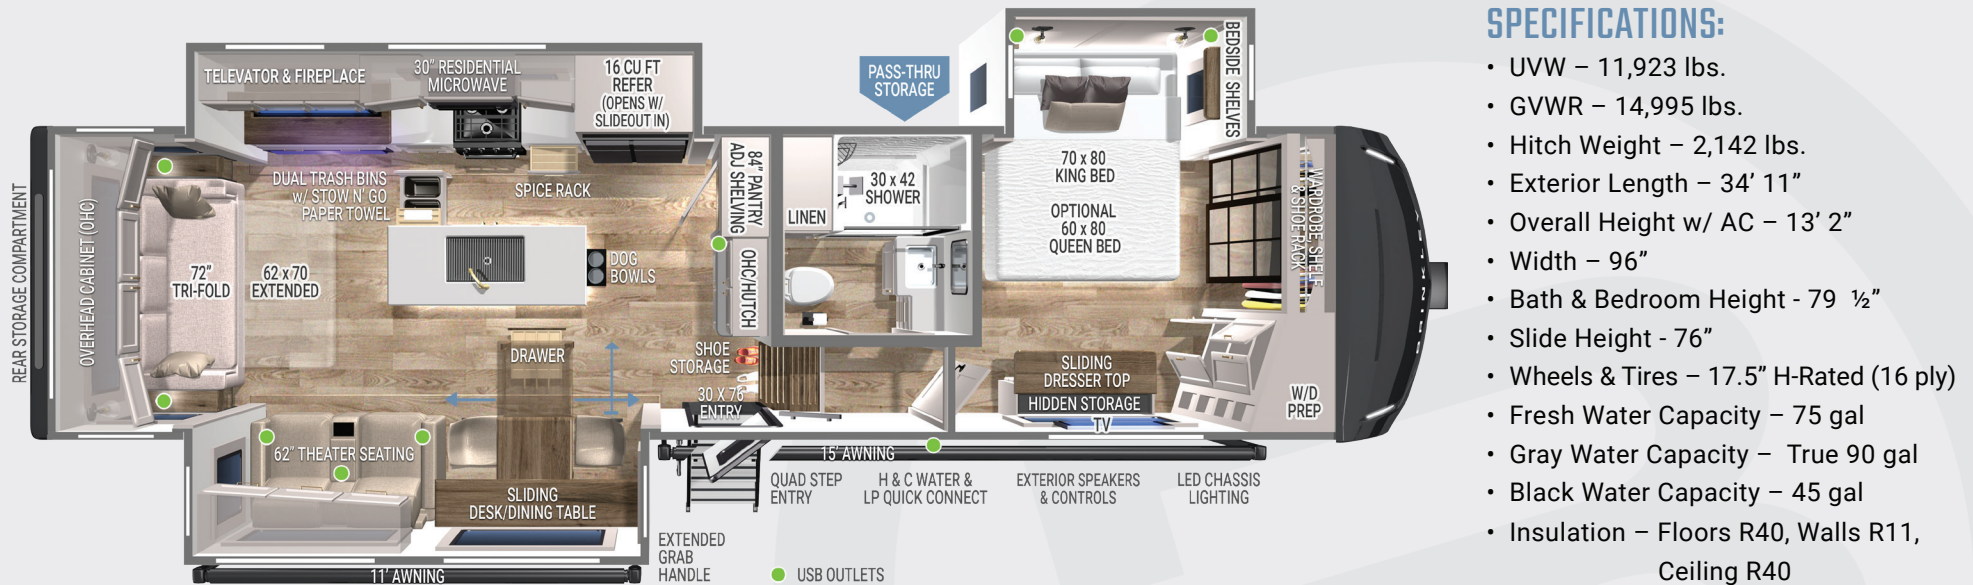 SPECIFICATIONS:
• UVW – 11,923 lbs.
• GVWR – 14,995 lbs.
• Hitch Weight – 2,142 lbs.
• Exterior Length – 34’ 11”
• Overall Height w/ AC – 13’ 2”
• Width – 96”
• Bath & Bedroom Height - 79 ½”
• Slide Height - 76”
• Wheels & Tires – 17.5” H-Rated (16 ply)
• Fresh Water Capacity – 75 gal
• Gray Water Capacity – True 90 gal
• Black Water Capacity – 45 gal
• Insulation – Floors R40, Walls R11,
Ceiling R40
TELEVATOR & FIREPLACE
30” RESIDENTIAL
MICROWAVE
16 CU FT
REFER
(OPENS W/
SLIDEOUT IN)
PASS-THRU
STORAGE
BEDSIDE SHELVES
REAR STORAGE COMPARTMENT
OVERHEAD CABINET (OHC)
72”
TRI-FOLD
62 x 70
EXTENDED
DUAL TRASH BINS
w/ STOW N’ GO
PAPER TOWEL
SPICE RACK
84” PANTRY
ADJ SHELVING
LINEN
30 x 42
SHOWER
70 x 80
KING BED
OPTIONAL
60 x 80
QUEEN BED
WARDROBE SHELF
& SHOE RACK
BRINKLEY
DOG
BOWLS
OHC/HUTCH
DRAWER
SHOE
STORAGE
30 X 76
ENTRY
SLIDING
DRESSER TOP
HIDDEN STORAGE
TV
W/D
PREP
62” THEATER SEATING
SLIDING
DESK/DINING TABLE
15’ AWNING
QUAD STEP
ENTRY
H & C WATER &
LP QUICK CONNECT
EXTERIOR SPEAKERS
& CONTROLS
LED CHASSIS
LIGHTING
EXTENDED
GRAB
HANDLE
11’ AWNING
USB OUTLETS